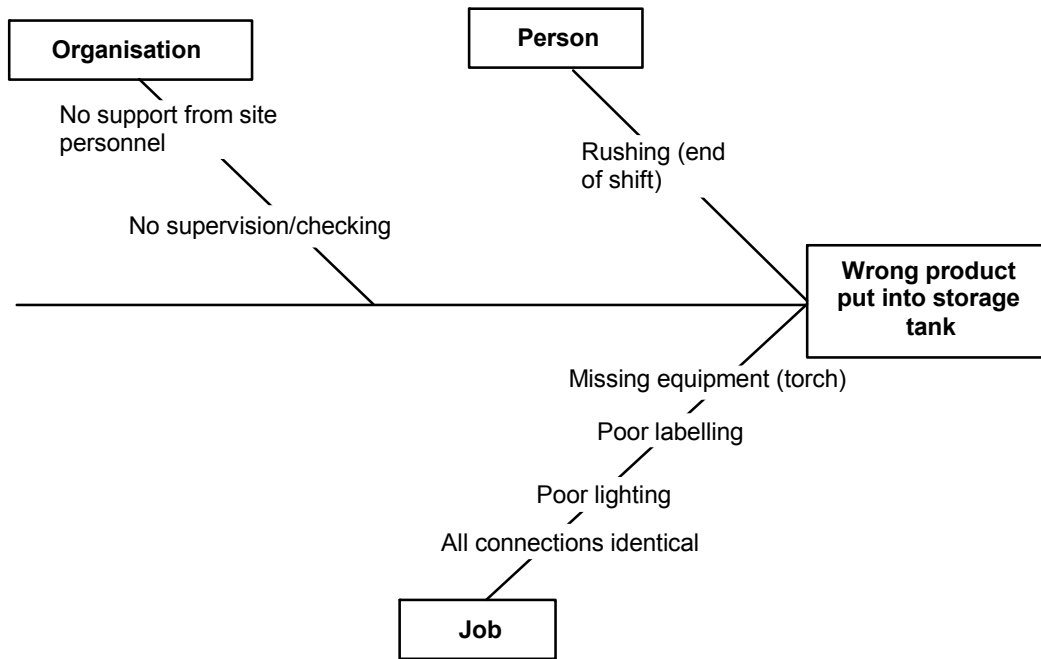 Organisation
Person
No support from site
personnel
Rushing (end
of shift)
No supervision/checking
Wrong product
put into storage
tank
Missing equipment (torch)
Poor labelling
Poor lighting
All connections identical
Job